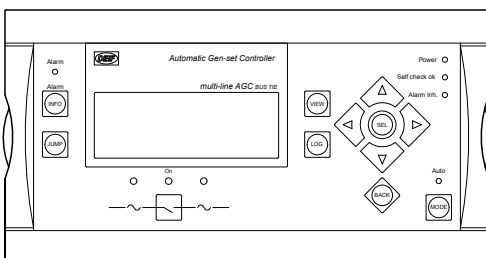 Alarm
Alarm
INFO
JUMP
DEIF
Automatic Gen-set Controller
multi-line AGC BUS TIE
On
VIEW
LOG
SEL
BACK
Power
Self check ok
Alarm Inh.
Auto
MODE